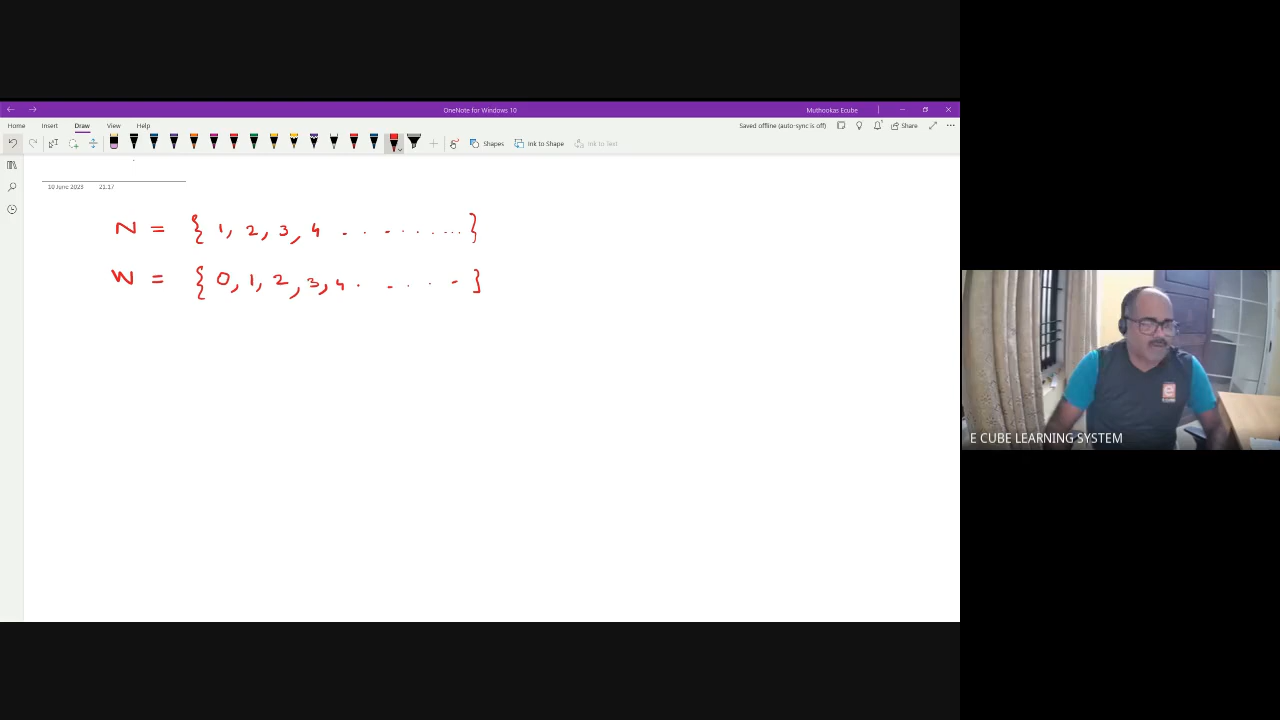 OneNote for Windows 10
Muthookas Ecube
Home Insert Draw View Help
Saved offline (auto-sync is off)
Share
Shapes
Ink to Shape
Ink to Text
10 June 2023 21:17
N = { 1, 2, 3, 4 . . . . . . . . . . }
W = { 0, 1, 2, 3, 4 . . . . . . }
E CUBE LEARNING SYSTEM